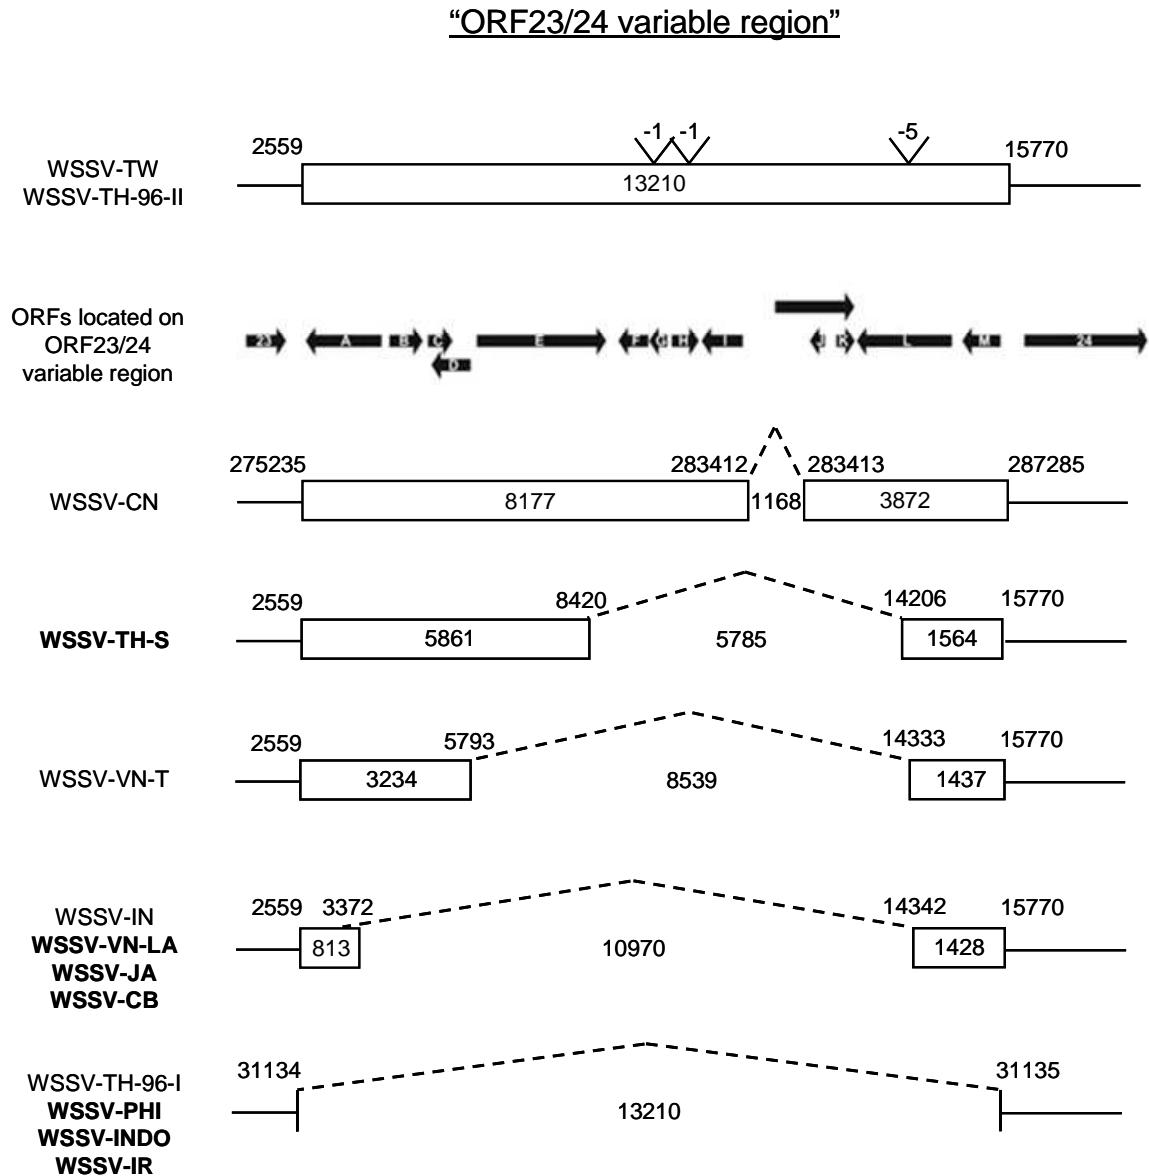 "ORF23/24 variable region"
WSSV-TW
WSSV-TH-96-II
2559
-1 -1
-5
15770
13210
ORFs located on
ORF23/24
variable region
23 A B C D E F G H I J K L M 24
WSSV-CN
275235
283412
283413
287285
8177
1168
3872
WSSV-TH-S
2559
8420
14206
15770
5861
5785
1564
WSSV-VN-T
2559
5793
14333
15770
3234
8539
1437
WSSV-IN
WSSV-VN-LA
WSSV-JA
WSSV-CB
2559
3372
14342
15770
813
10970
1428
WSSV-TH-96-I
WSSV-PHI
WSSV-INDO
WSSV-IR
31134
31135
13210